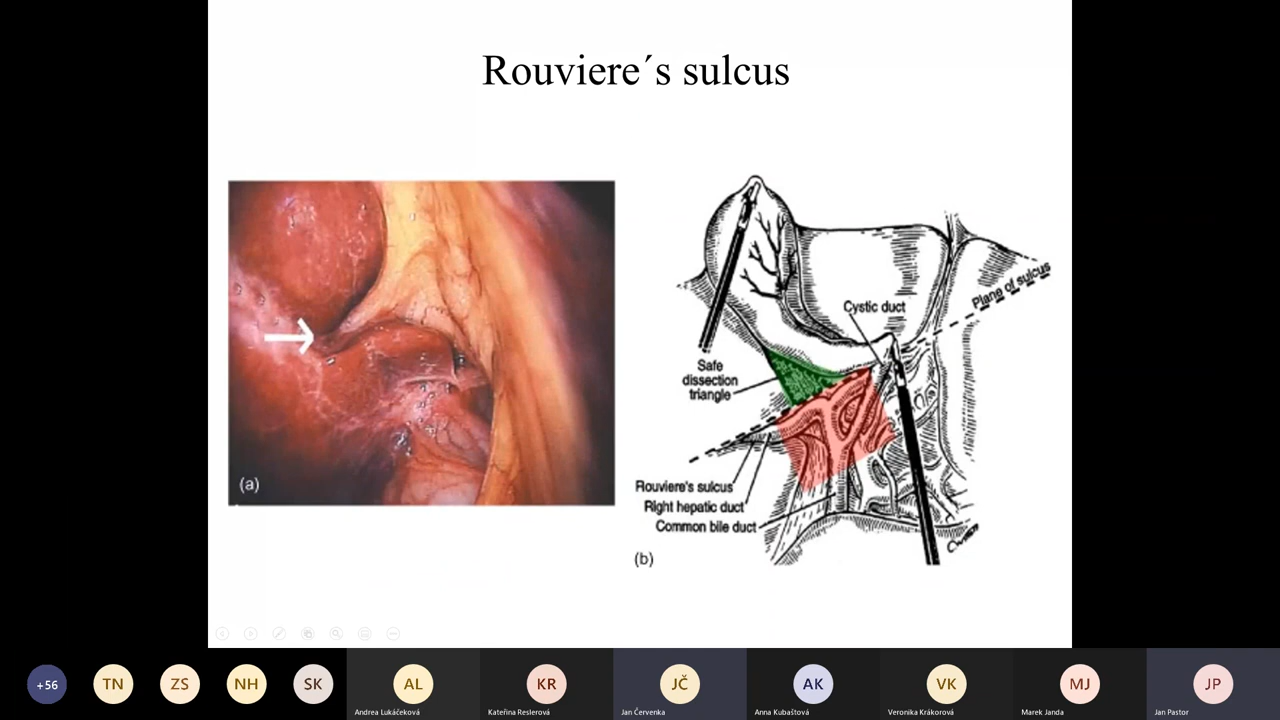 Rouviere´s sulcus
Plane of sulcus
Cystic duct
Safe
dissection
triangle
Rouviere's sulcus
Right hepatic duct
Common bile duct
(a)
(b)
+56
TN
ZS
NH
SK
AL
KR
JČ
AK
VK
MJ
JP
Andrea Lukáčeková
Kateřina Reslerová
Jan Červenka
Anna Kubaštová
Veronika Krákorová
Marek Janda
Jan Pastor